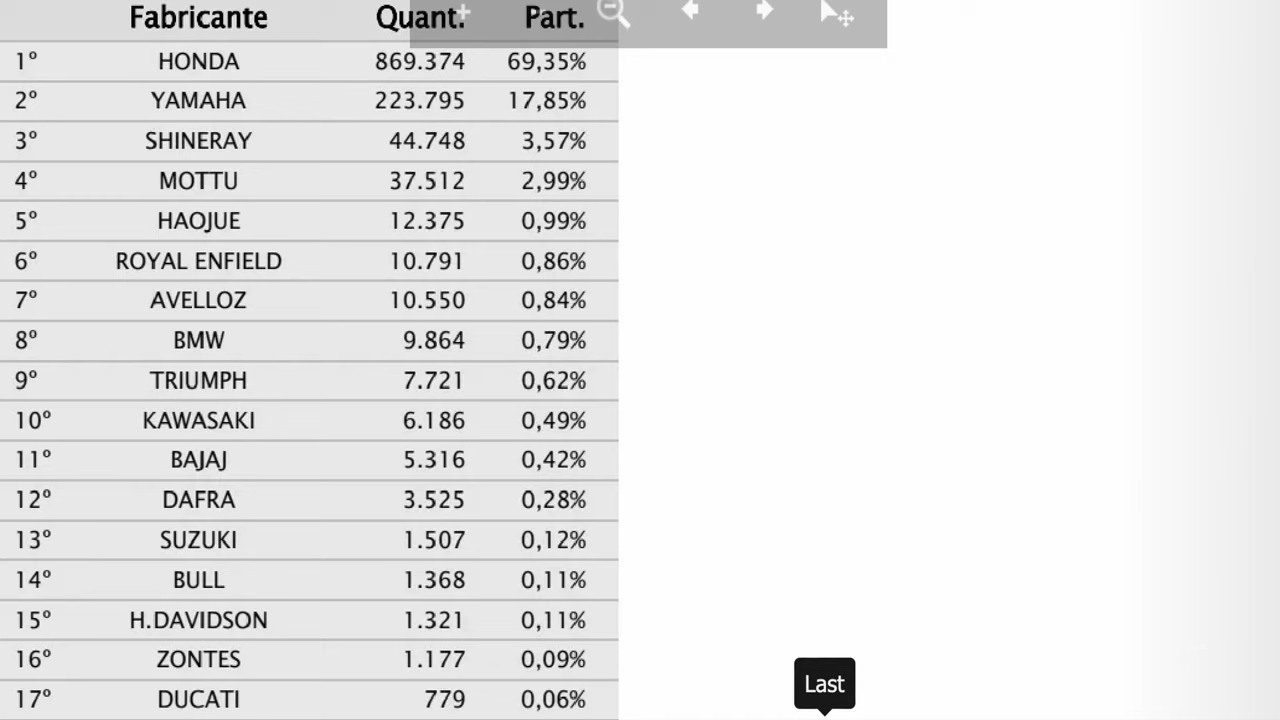 Fabricante Quant. Part.
1º HONDA 869.374 69,35%
2º YAMAHA 223.795 17,85%
3º SHINERAY 44.748 3,57%
4º MOTTU 37.512 2,99%
5º HAOJUE 12.375 0,99%
6º ROYAL ENFIELD 10.791 0,86%
7º AVELLOZ 10.550 0,84%
8º BMW 9.864 0,79%
9º TRIUMPH 7.721 0,62%
10º KAWASAKI 6.186 0,49%
11º BAJAJ 5.316 0,42%
12º DAFRA 3.525 0,28%
13º SUZUKI 1.507 0,12%
14º BULL 1.368 0,11%
15º H.DAVIDSON 1.321 0,11%
16º ZONTES 1.177 0,09%
17º DUCATI 779 0,06%
Last